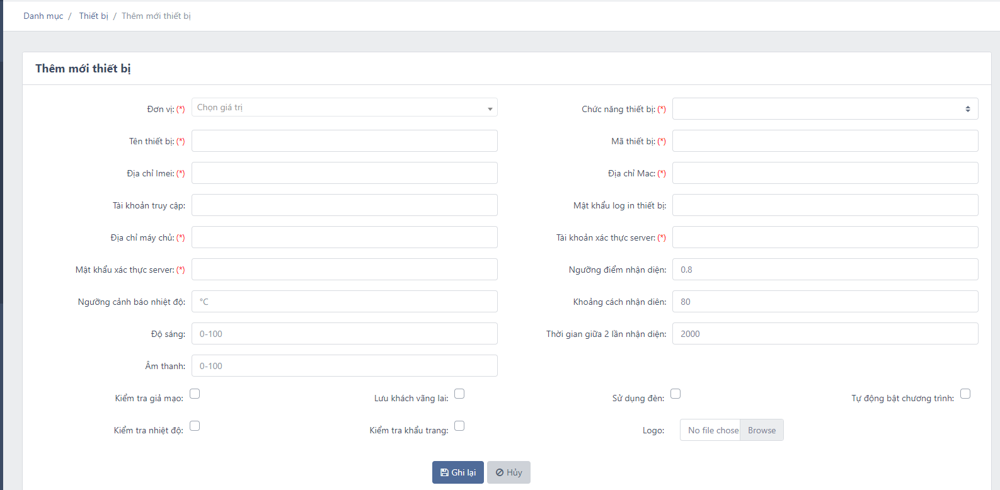 Danh mục / Thiết bị / Thêm mới thiết bị
Thêm mới thiết bị
Đơn vị: (*) Chọn giá trị Chức năng thiết bị: (*)
Tên thiết bị: (*) Mã thiết bị: (*)
Địa chỉ Imei: (*) Địa chỉ Mac: (*)
Tài khoản truy cập: Mật khẩu log in thiết bị:
Địa chỉ máy chủ: (*) Tài khoản xác thực server: (*)
Mật khẩu xác thực server: (*) Ngưỡng điểm nhận diện: 0.8
Ngưỡng cảnh báo nhiệt độ: °C Khoảng cách nhận diên: 80
Độ sáng: 0-100 Thời gian giữa 2 lần nhận diện: 2000
Âm thanh: 0-100
Kiểm tra giả mạo: Lưu khách vãng lai: Sử dụng đèn: Tự động bật chương trình:
Kiểm tra nhiệt độ: Kiểm tra khẩu trang: Logo: No file chose Browse
Ghi lại Hủy